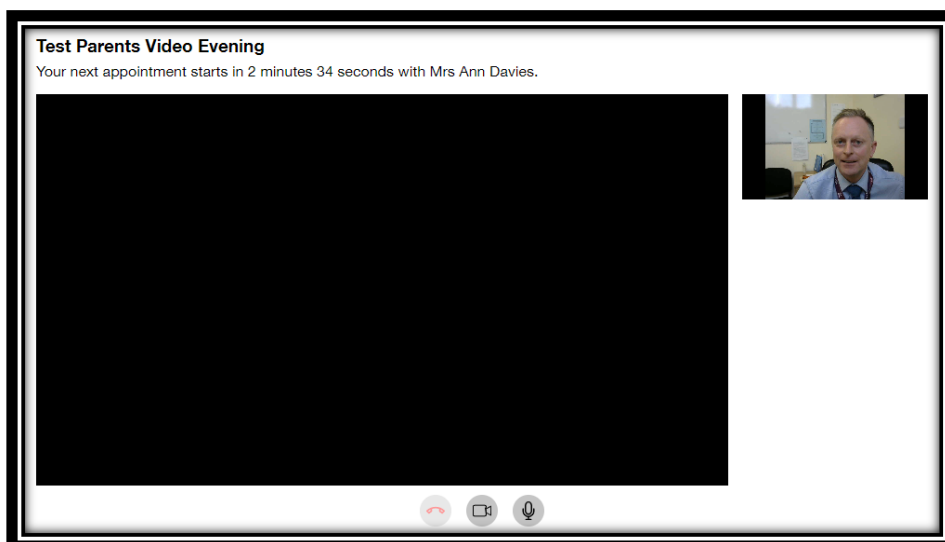 Test Parents Video Evening
Your next appointment starts in 2 minutes 34 seconds with Mrs Ann Davies.